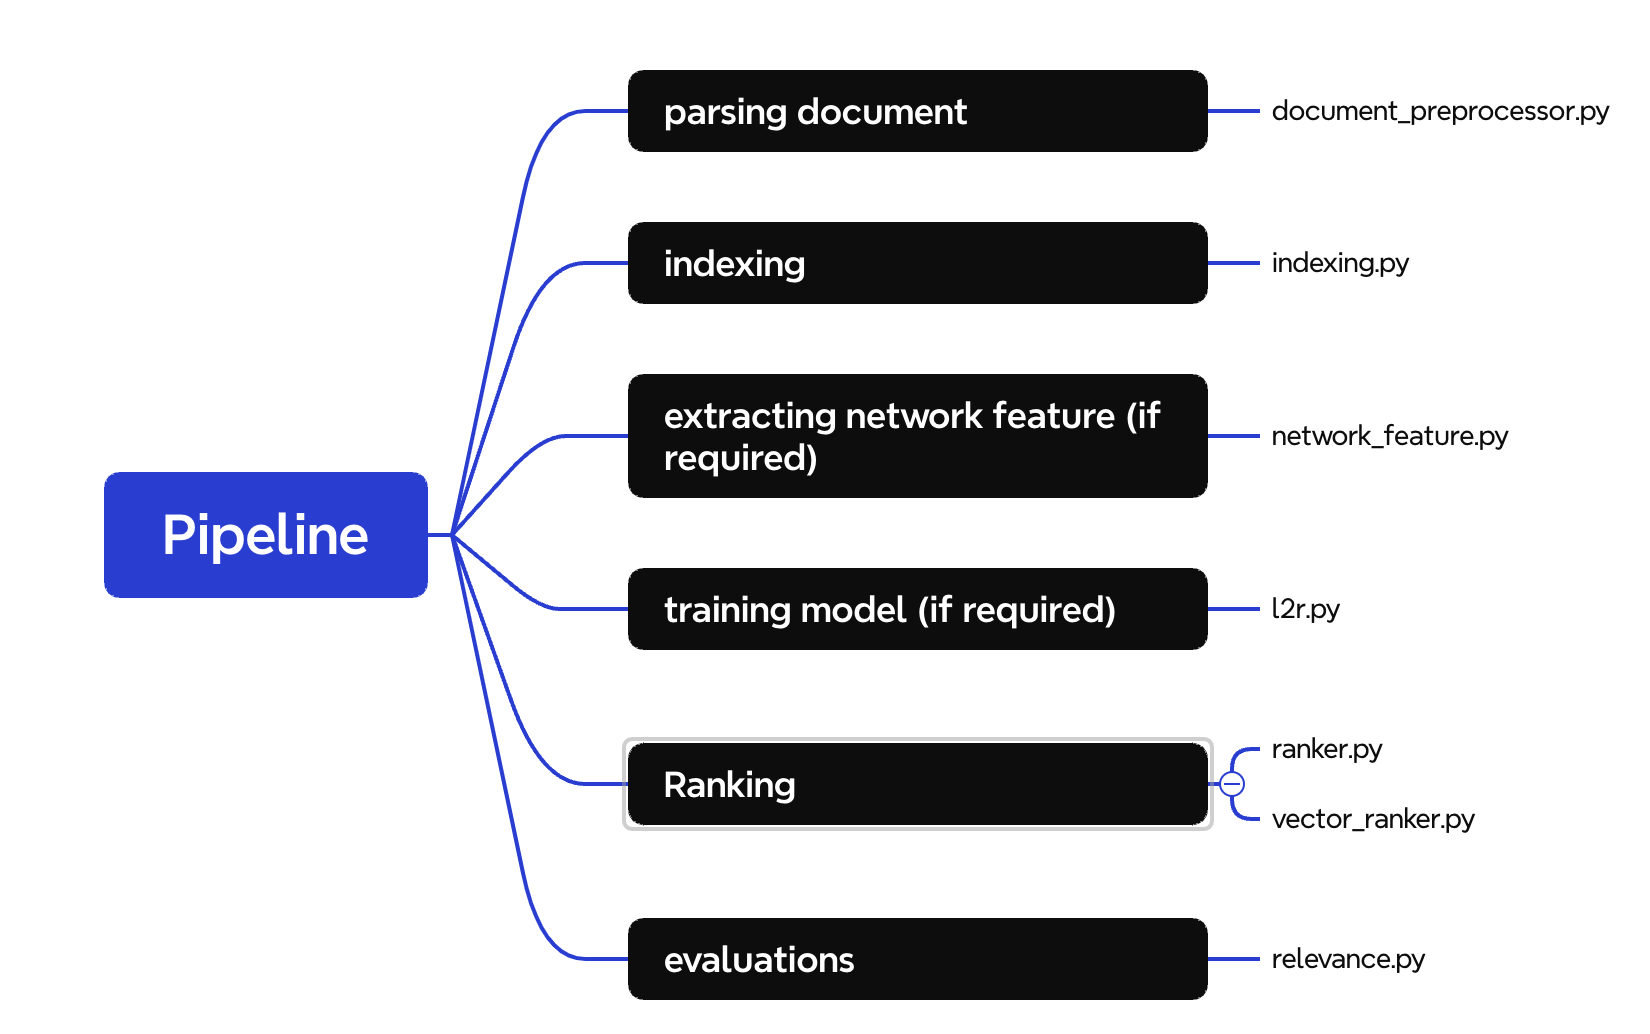 parsing document
document_preprocessor.py
indexing
indexing.py
extracting network feature (if
required)
network_feature.py
Pipeline
training model (if required)
l2r.py
Ranking
ranker.py
vector_ranker.py
evaluations
relevance.py